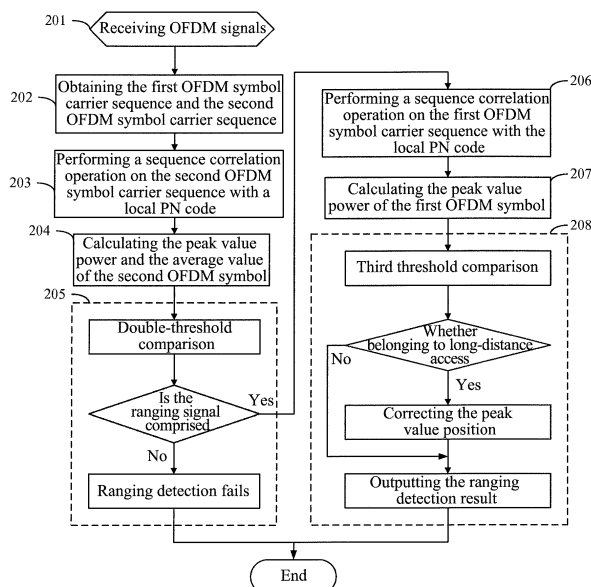 201
Receiving OFDM signals
202
Obtaining the first OFDM symbol
carrier sequence and the second
OFDM symbol carrier sequence
203
Performing a sequence correlation
operation on the second OFDM
symbol carrier sequence with a
local PN code
204
Calculating the peak value
power and the average value
of the second OFDM symbol
205
Double-threshold
comparison
Is the
ranging signal
comprised
Yes
No
Ranging detection fails
206
Performing a sequence correlation
operation on the first OFDM
symbol carrier sequence with the
local PN code
207
Calculating the peak value
power of the first OFDM symbol
208
Third threshold comparison
Whether
belonging to long-distance
access
No
Yes
Correcting the peak
value position
Outputting the ranging
detection result
End